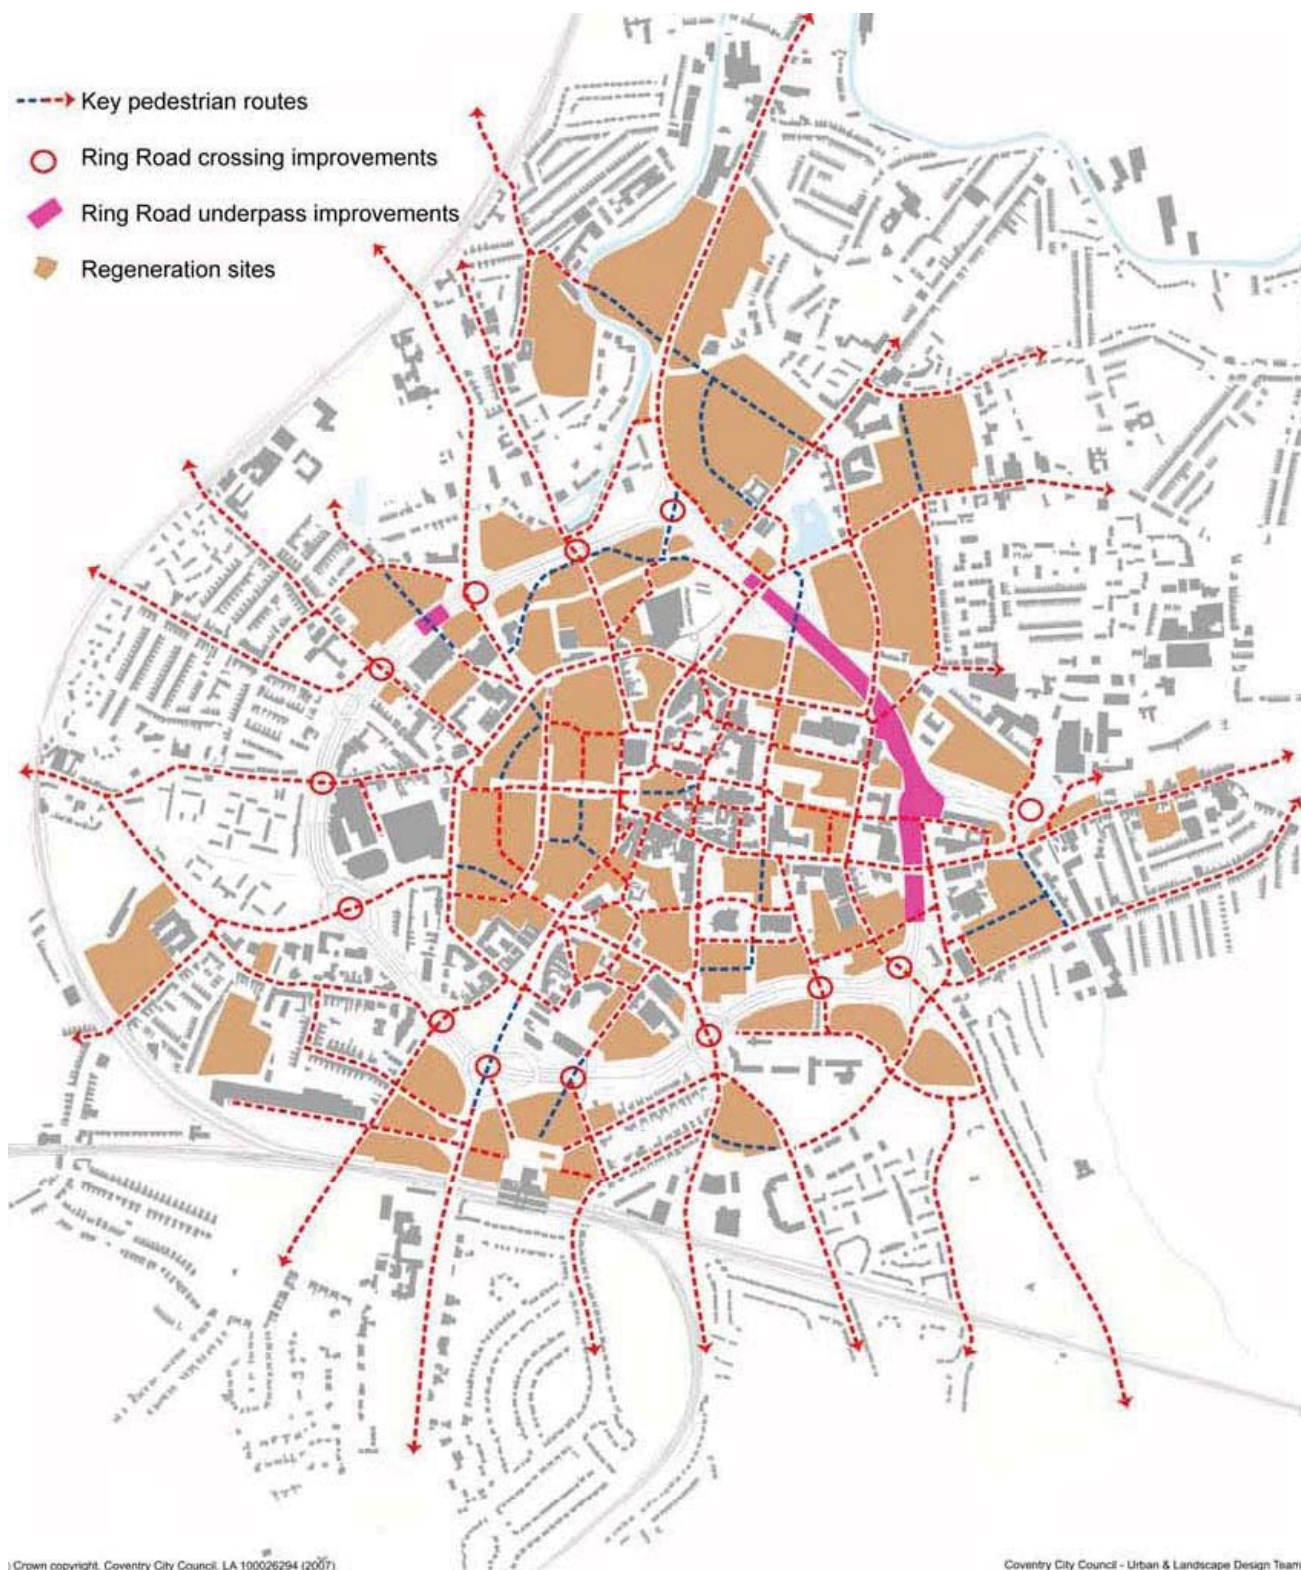 Key pedestrian routes
Ring Road crossing improvements
Ring Road underpass improvements
Regeneration sites
Crown copyright. Coventry City Council. LA 100026294 (2007)
Coventry City Council - Urban & Landscape Design Team